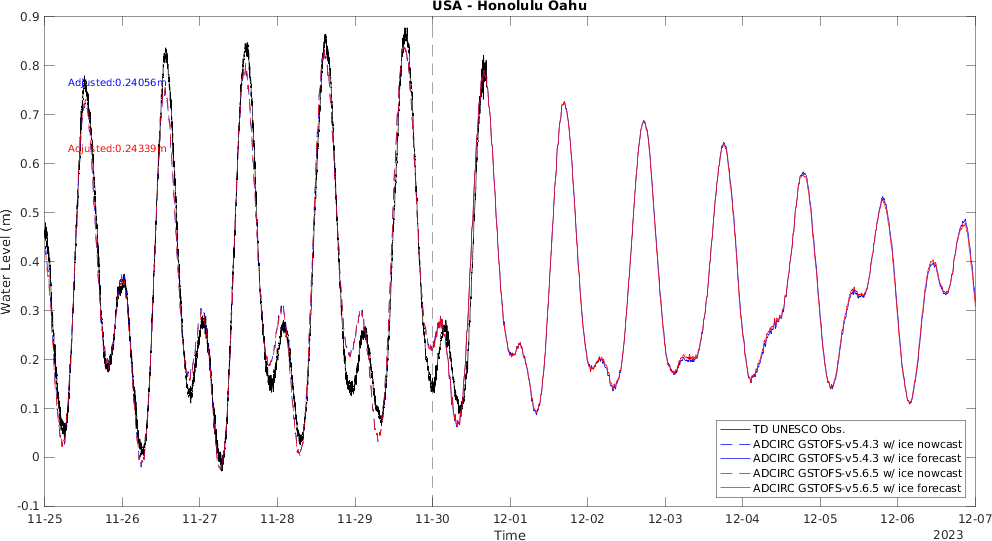 USA - Honolulu Oahu
0.9
0.8
0.7
0.6
0.5
0.4
0.3
0.2
0.1
0
-0.1
Water Level (m)
Adjusted:0.24056m
Adjusted:0.24339m
TD UNESCO Obs.
ADCIRC GSTOFS-v5.4.3 w/ ice nowcast
ADCIRC GSTOFS-v5.4.3 w/ ice forecast
ADCIRC GSTOFS-v5.6.5 w/ ice nowcast
ADCIRC GSTOFS-v5.6.5 w/ ice forecast
11-25 11-26 11-27 11-28 11-29 11-30 12-01 12-02 12-03 12-04 12-05 12-06 12-07
Time
2023